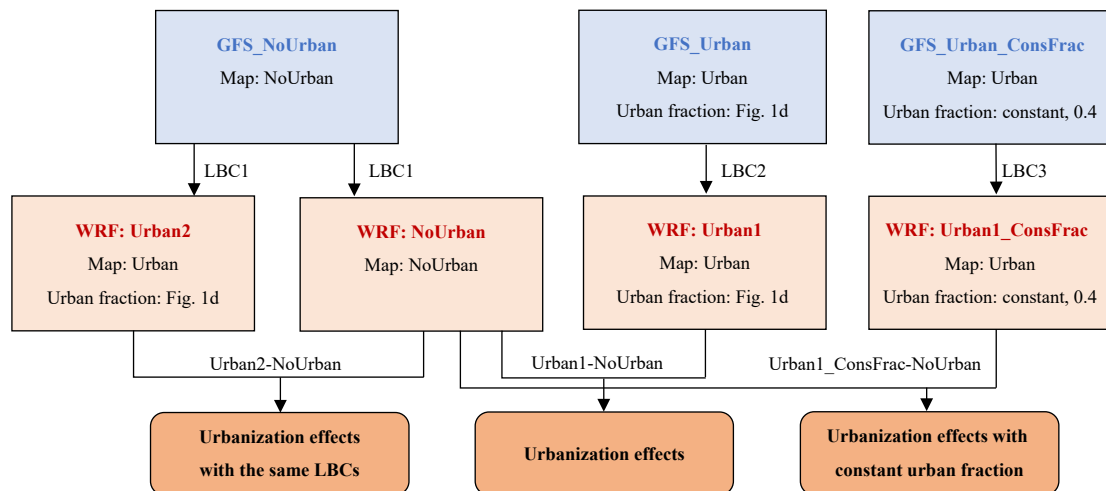 GFS_NoUrban
Map: NoUrban
GFS_Urban
Map: Urban
Urban fraction: Fig. 1d
GFS_Urban_ConsFrac
Map: Urban
Urban fraction: constant, 0.4
LBC1
LBC1
LBC2
LBC3
WRF: Urban2
Map: Urban
Urban fraction: Fig. 1d
WRF: NoUrban
Map: NoUrban
WRF: Urban1
Map: Urban
Urban fraction: Fig. 1d
WRF: Urban1_ConsFrac
Map: Urban
Urban fraction: constant, 0.4
Urban2-NoUrban
Urban1-NoUrban
Urban1_ConsFrac-NoUrban
Urbanization effects
with the same LBCs
Urbanization effects
Urbanization effects with
constant urban fraction